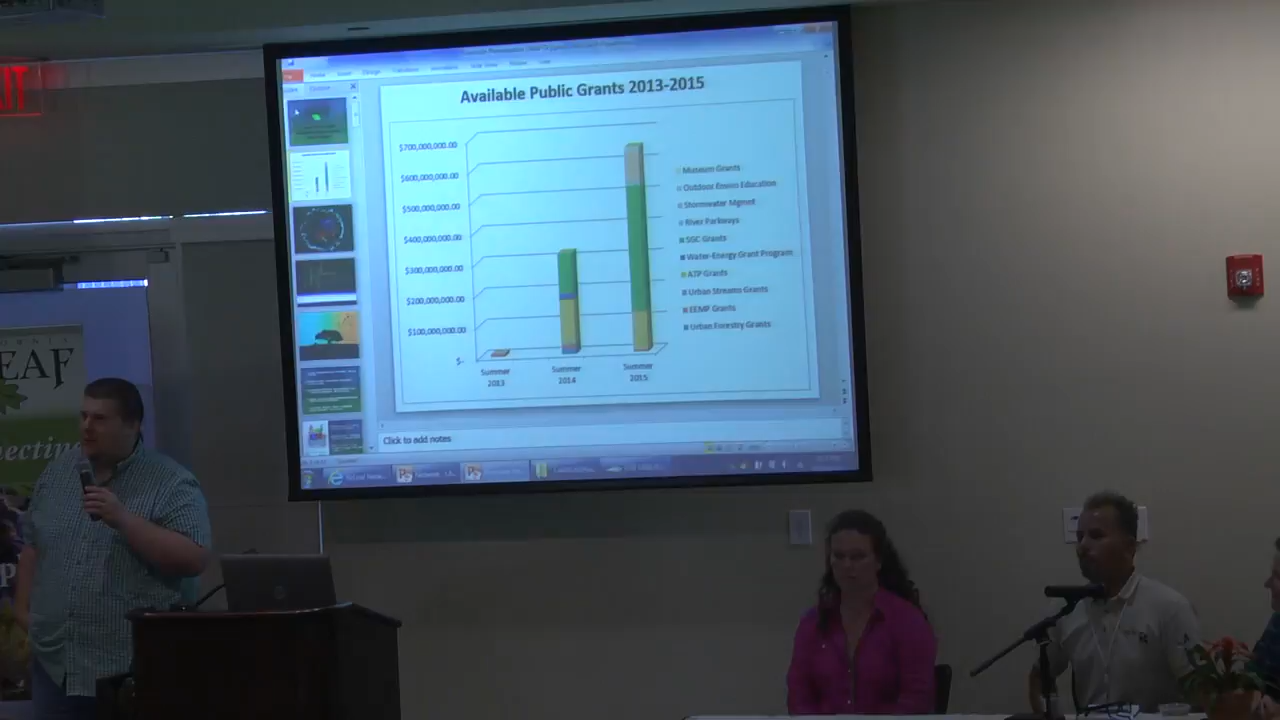 Available Public Grants 2013-2015
$700,000,000.00
$600,000,000.00
$500,000,000.00
$400,000,000.00
$300,000,000.00
$200,000,000.00
$100,000,000.00
$-
Summer 2013
Summer 2014
Summer 2015
Museum Grants
Outdoor Enviro Education
Stormwater Mgmnt
River Parkways
SGC Grants
Water-Energy Grant Program
ATP Grants
Urban Streams Grants
EEMP Grants
Urban Forestry Grants
Click to add notes
EAF
necting